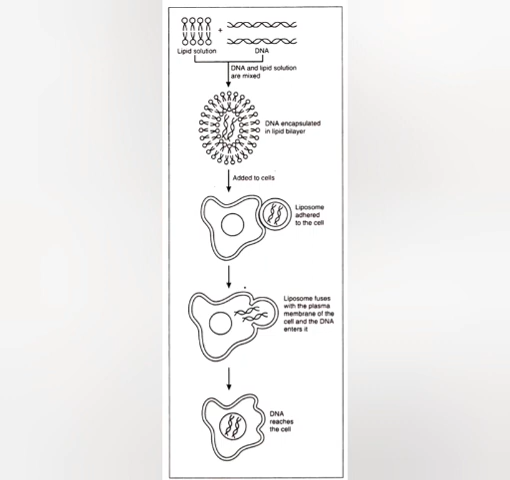 +
Lipid solution
DNA
DNA and lipid solution
are mixed
DNA encapsulated
in lipid bilayer
Added to cells
Liposome
adhered
to the cell
Liposome fuses
with the plasma
membrane of the
cell and the DNA
enters it
DNA
reaches
the cell